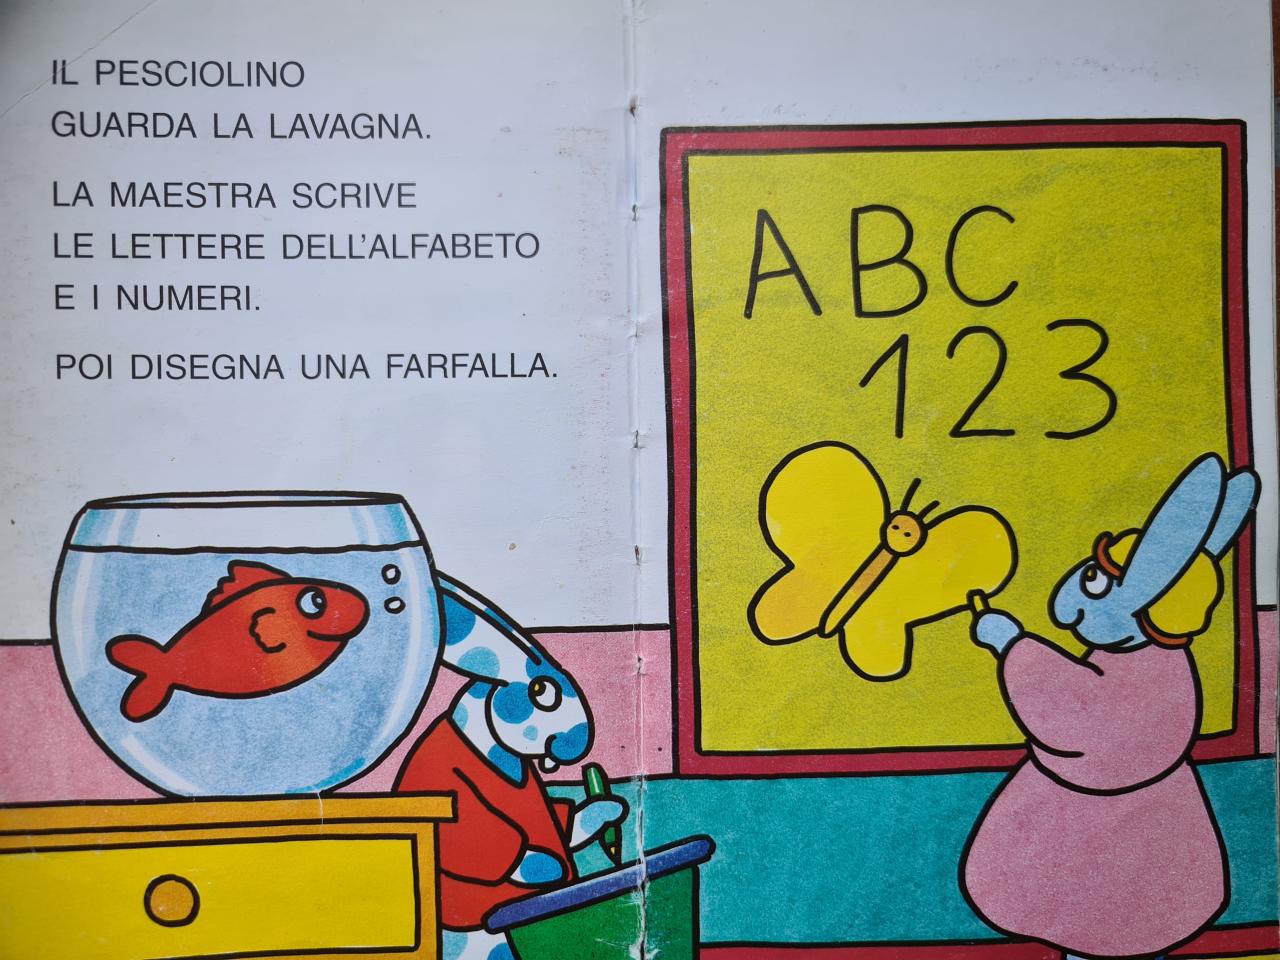 IL PESCIOLINO
GUARDA LA LAVAGNA.
LA MAESTRA SCRIVE
LE LETTERE DELL'ALFABETO
E I NUMERI.
POI DISEGNA UNA FARFALLA.
ABC
123